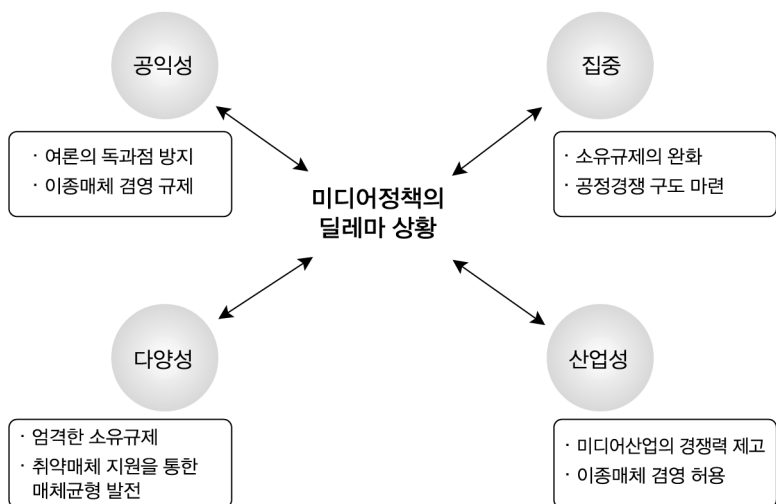 공익성
· 여론의 독과점 방지
· 이종매체 겸영 규제
집중
· 소유규제의 완화
· 공정경쟁 구도 마련
미디어정책의
딜레마 상황
다양성
· 엄격한 소유규제
· 취약매체 지원을 통한
매체균형 발전
산업성
· 미디어산업의 경쟁력 제고
· 이종매체 겸영 허용